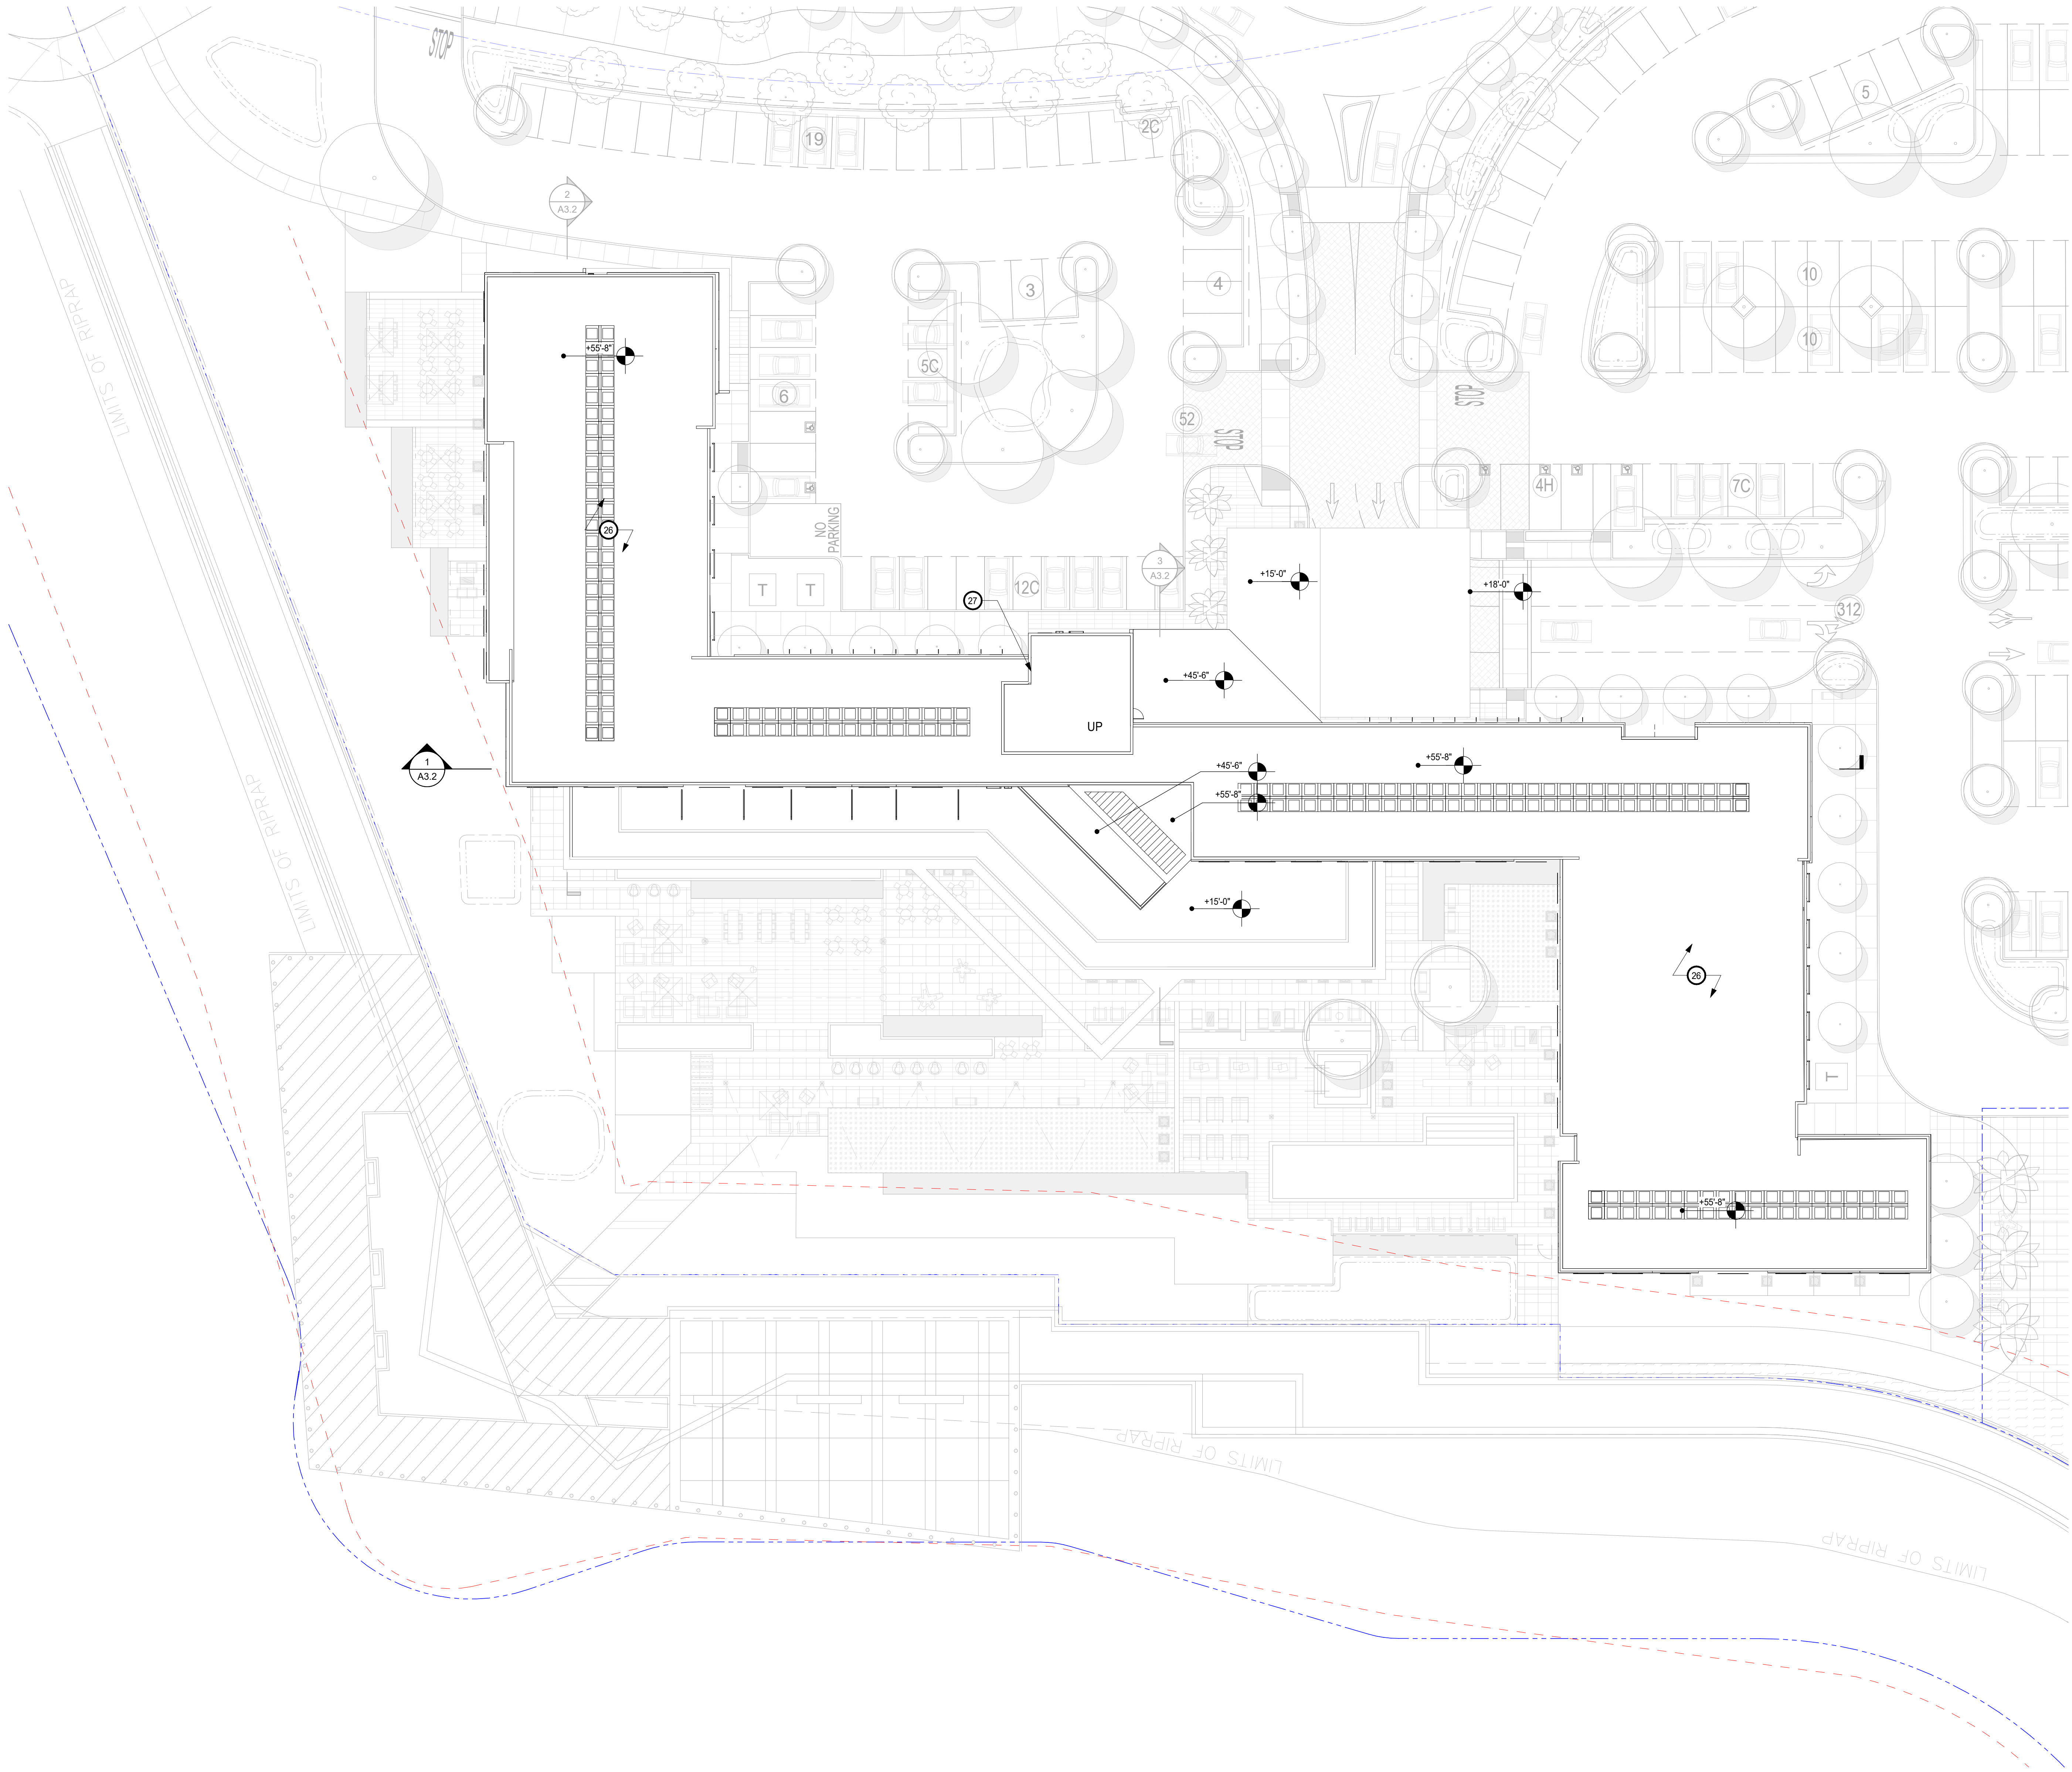 STOP
19
2C
5
2
A3.2
LIMITS OF RIPRAP
3
4
10
10
+55'-8"
5C
6
52
STOP
STOP
4H
7C
NO
PARKING
26
3
A3.2
T
T
12C
27
+15'-0"
+18'-0"
312
+45'-6"
UP
1
A3.2
+45'-6"
+55'-8"
+55'-8"
LIMITS OF RIPRAP
+15'-0"
26
T
+55'-8"
LIMITS OF RIPRAP
LIMITS OF RIPRAP